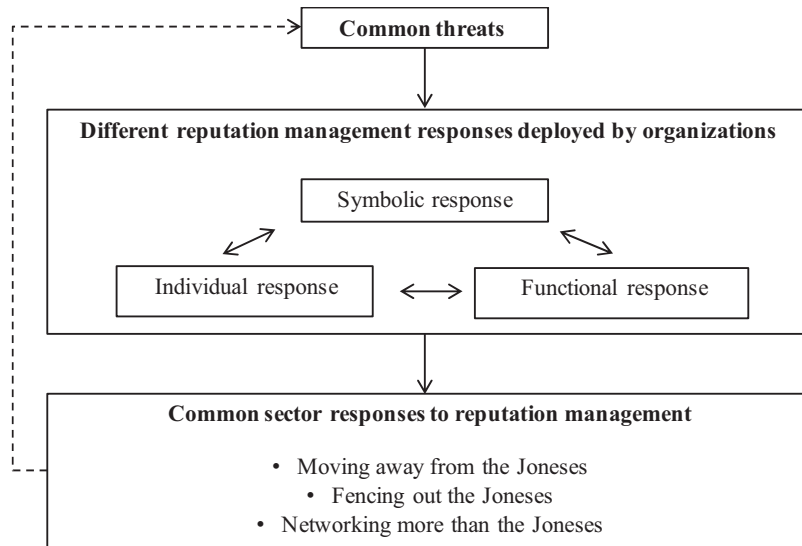 Common threats
Different reputation management responses deployed by organizations
Symbolic response
Individual response
Functional response
Common sector responses to reputation management
• Moving away from the Joneses
• Fencing out the Joneses
• Networking more than the Joneses